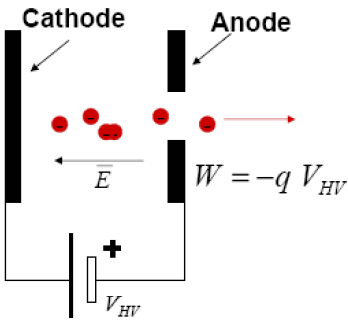 Cathode
Anode
- - - - - -
E̅
W = -q V_HV
+
V_HV